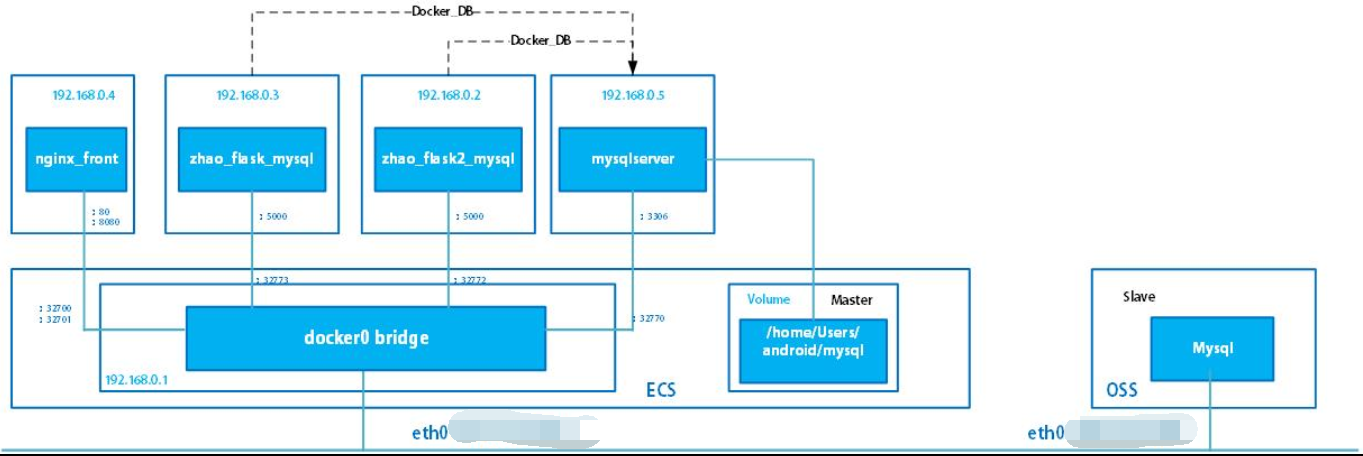 Docker_DB
Docker_DB
192.168.0.4
192.168.0.3
192.168.0.2
192.168.0.5
nginx_front
zhao_flask_mysql
zhao_flask2_mysql
mysqlserver
: 80
: 8080
: 5000
: 5000
: 3306
: 32773
: 32772
: 32700
: 32701
: 32770
docker0 bridge
192.168.0.1
ECS
Volume
Master
/home/Users/
android/mysql
Slave
Mysql
OSS
eth0
eth0